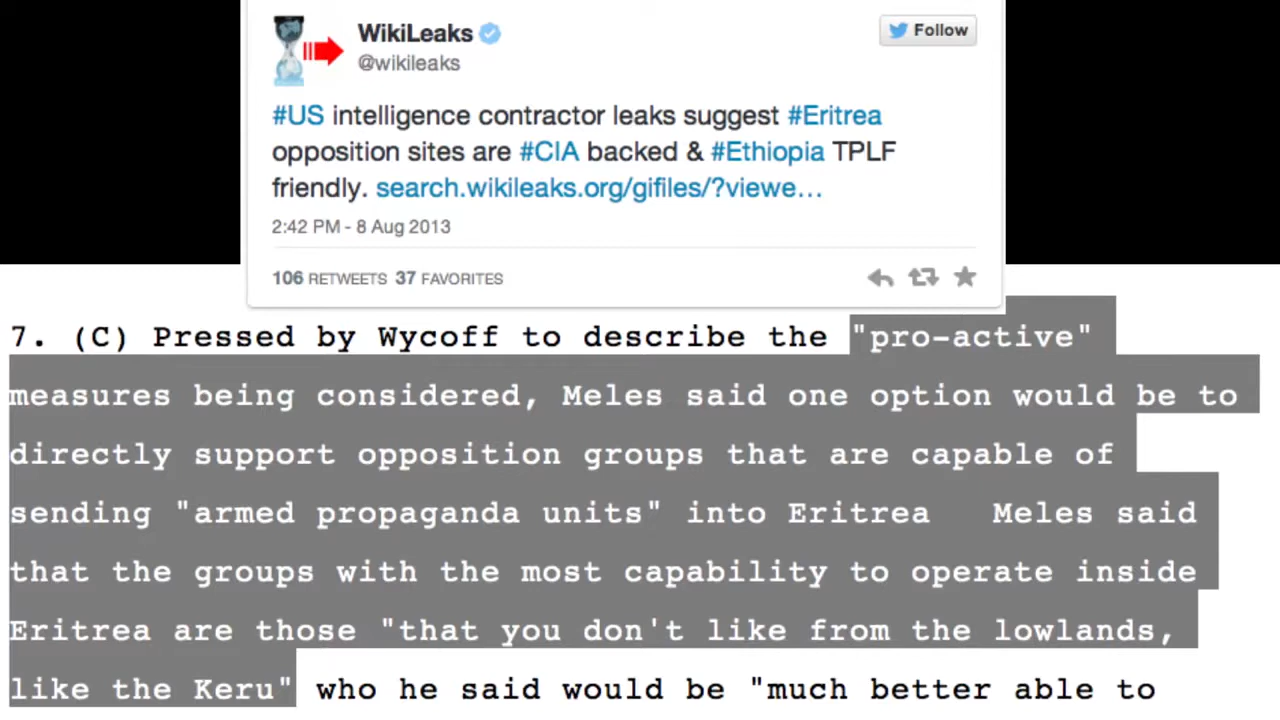 WikiLeaks
@wikileaks
Follow
#US intelligence contractor leaks suggest #Eritrea
opposition sites are #CIA backed & #Ethiopia TPLF
friendly. search.wikileaks.org/gifiles/?viewe…
2:42 PM - 8 Aug 2013
106 RETWEETS 37 FAVORITES
7. (C) Pressed by Wycoff to describe the "pro-active"
measures being considered, Meles said one option would be to
directly support opposition groups that are capable of
sending "armed propaganda units" into Eritrea Meles said
that the groups with the most capability to operate inside
Eritrea are those "that you don't like from the lowlands,
like the Keru" who he said would be "much better able to